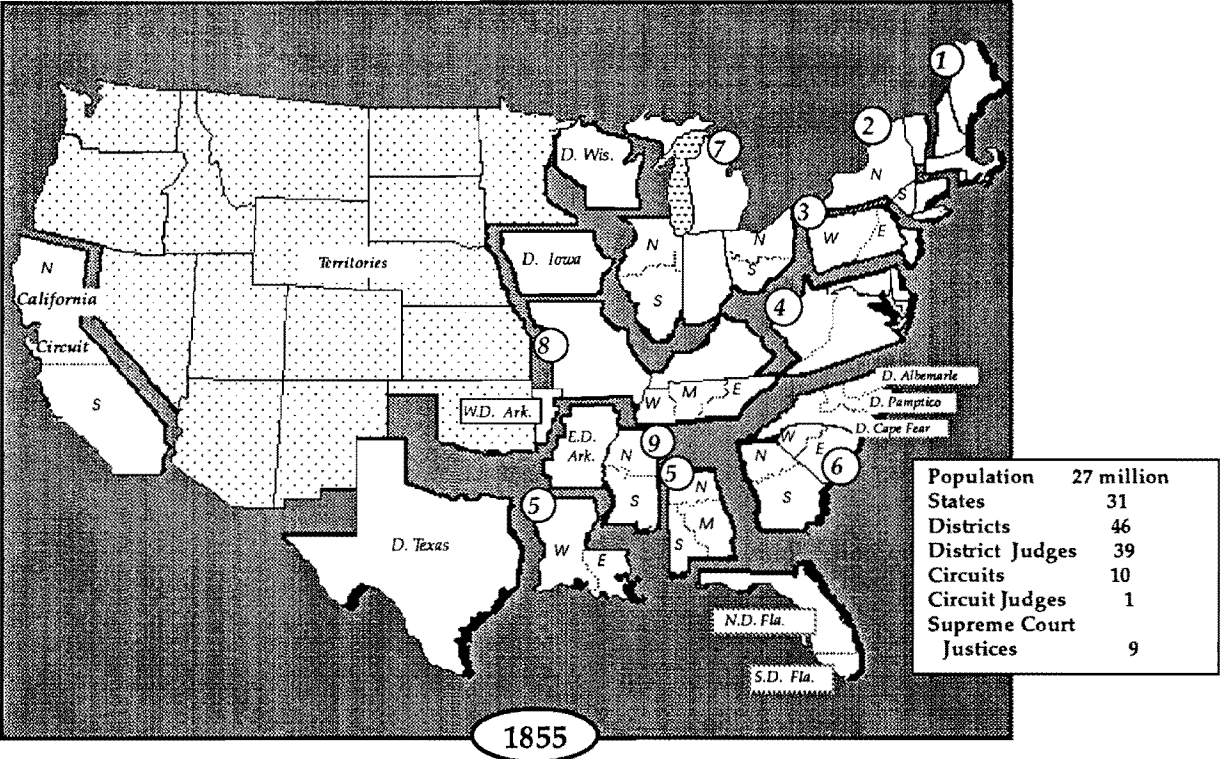 1
2
D. Wis.
7
N
S
3
W
E
N
Territories
D. Iowa
N
S
N
S
4
California
Circuit
S
8
W
M
E
D. Albemarle
D. Pamptico
D. Cape Fear
W.D. Ark.
E.D.
Ark.
9
N
S
5
N
M
S
W
E
N
S
6
5
W
E
D. Texas
N.D. Fla.
S.D. Fla.
Population 27 million
States 31
Districts 46
District Judges 39
Circuits 10
Circuit Judges 1
Supreme Court
Justices 9
1855